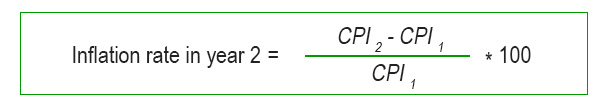 Inflation rate in year 2 = CPI 2 - CPI 1 / CPI 1 * 100